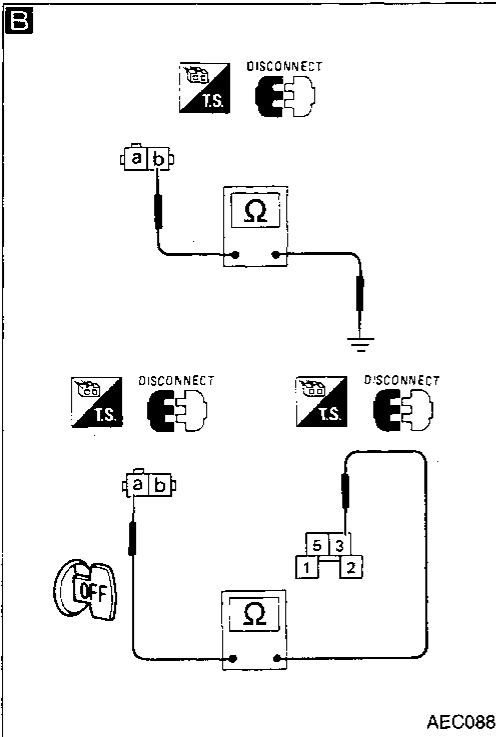 B
DISCONNECT
T.S.
a b
Ω
DISCONNECT
DISCONNECT
T.S.
T.S.
a b
5 3
1 2
OFF
Ω
AEC088